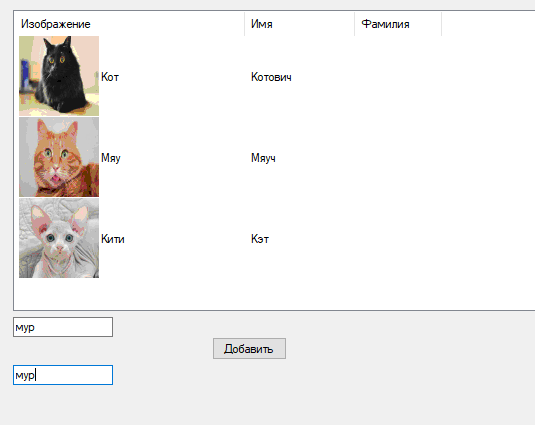 Изображение Имя Фамилия
Кот Котович
Мяу Мяуч
Кити Кэт
мур
Добавить
мур